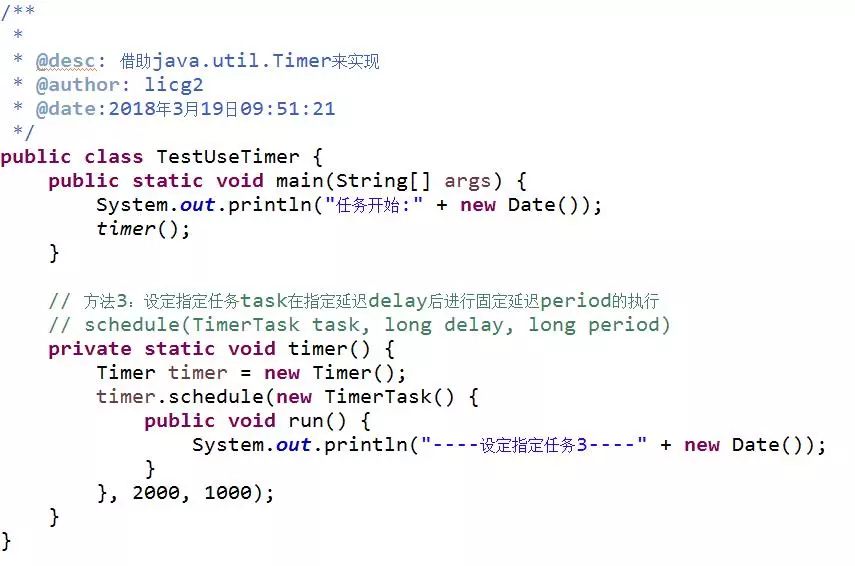 /**
 *
 * @desc: 借助java.util.Timer来实现
 * @author: licg2
 * @date:2018年3月19日09:51:21
 */
public class TestUseTimer {
    public static void main(String[] args) {
        System.out.println("任务开始:" + new Date());
        timer();
    }

    // 方法3：设定指定任务task在指定延迟delay后进行固定延迟period的执行
    // schedule(TimerTask task, long delay, long period)
    private static void timer() {
        Timer timer = new Timer();
        timer.schedule(new TimerTask() {
            public void run() {
                System.out.println("----设定指定任务3----" + new Date());
            }
        }, 2000, 1000);
    }
}